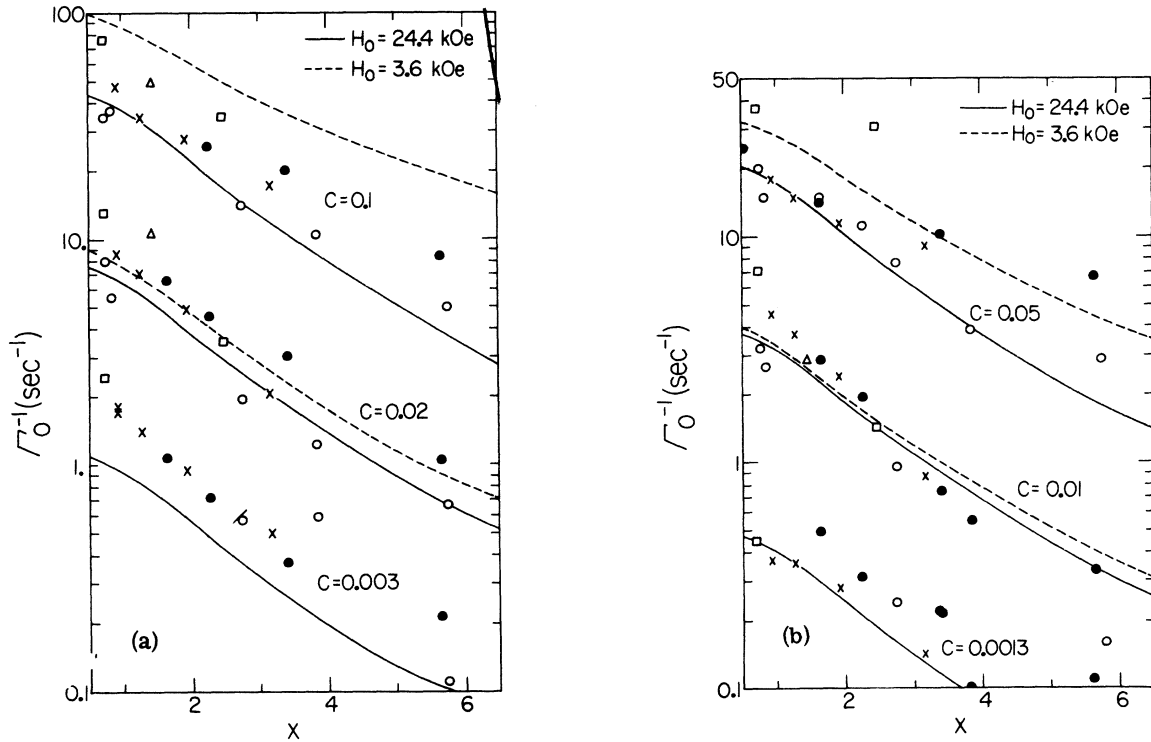 100
H₀ = 24.4 kOe
H₀ = 3.6 kOe
C=0.1
10.
C=0.02
1.
C=0.003
(a)
0.1
2
4
6
X
Γ₀⁻¹(sec⁻¹)
50
H₀ = 24.4 kOe
H₀ = 3.6 kOe
10
C=0.05
1
C=0.01
(b)
C=0.0013
0.1
2
4
6
X
Γ₀⁻¹(sec⁻¹)